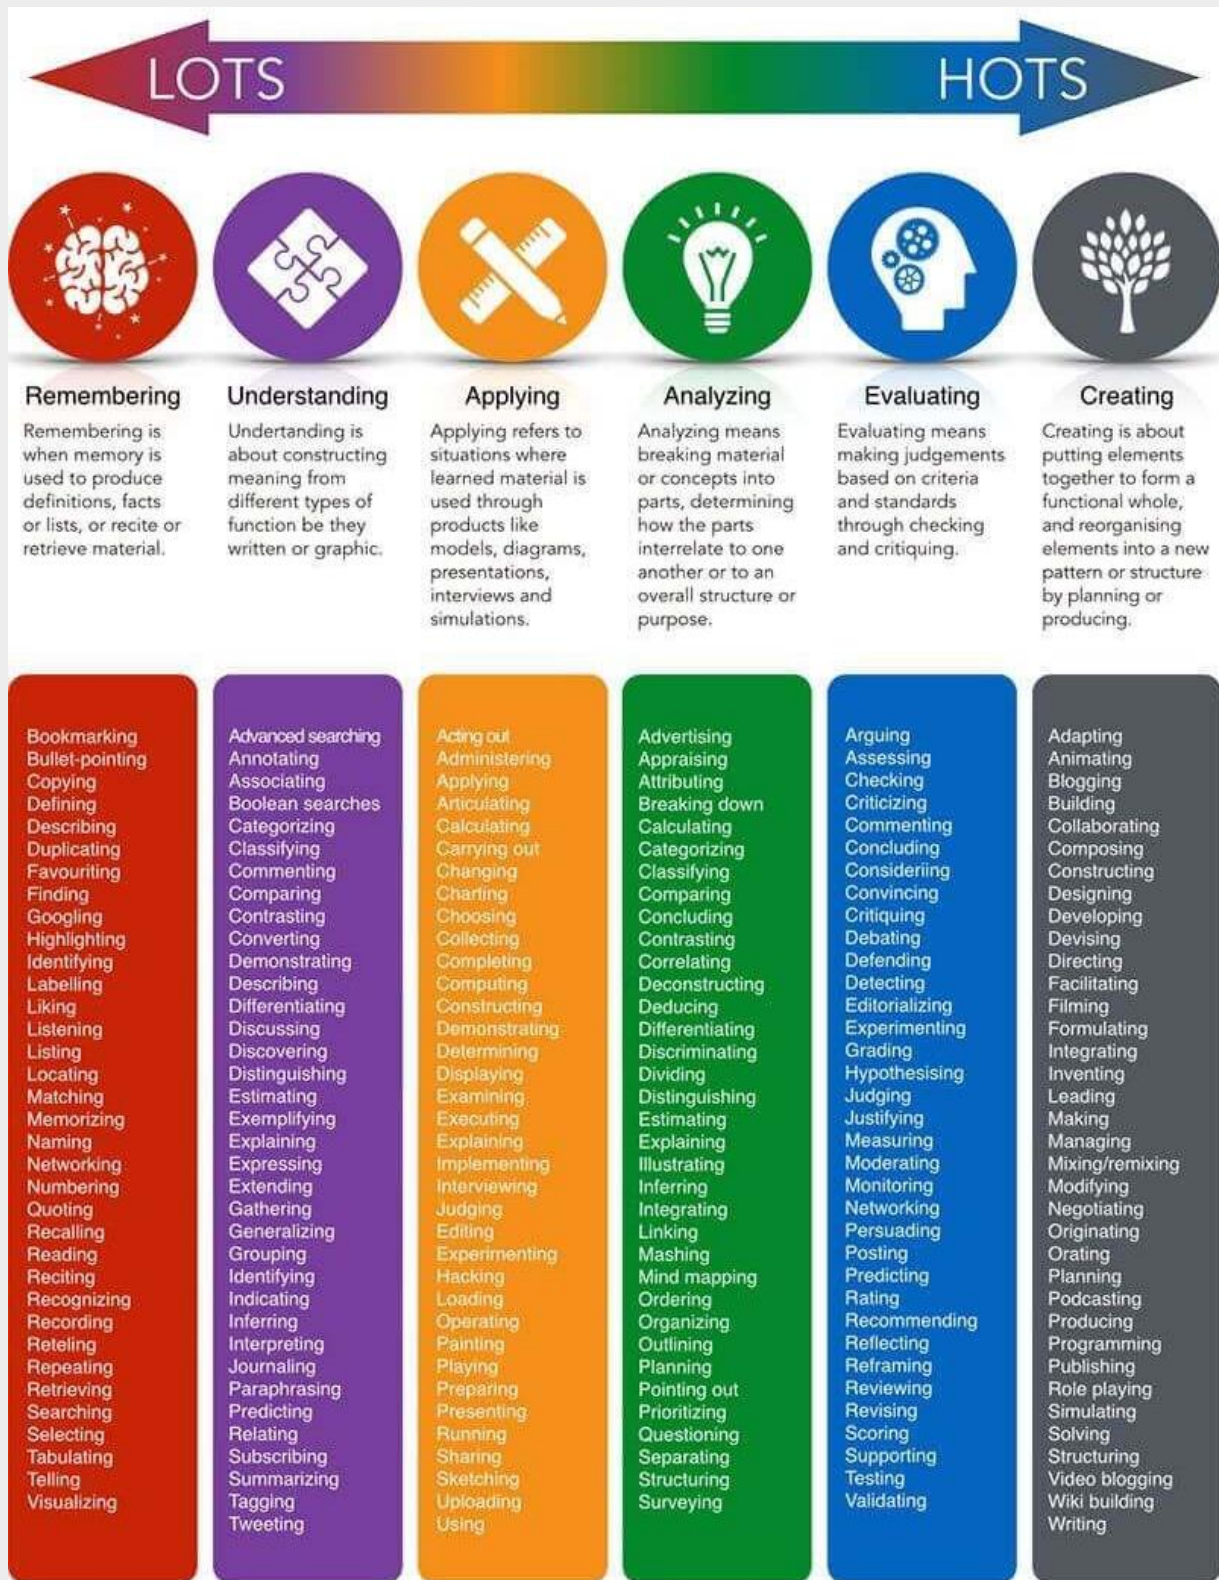 LOTS
HOTS
Remembering
Remembering is
when memory is
used to produce
definitions, facts
or lists, or recite or
retrieve material.
Understanding
Undertanding is
about constructing
meaning from
different types of
function be they
written or graphic.
Applying
Applying refers to
situations where
learned material is
used through
products like
models, diagrams,
presentations,
interviews and
simulations.
Analyzing
Analyzing means
breaking material
or concepts into
parts, determining
how the parts
interrelate to one
another or to an
overall structure or
purpose.
Evaluating
Evaluating means
making judgements
based on criteria
and standards
through checking
and critiquing.
Creating
Creating is about
putting elements
together to form a
functional whole,
and reorganising
elements into a new
pattern or structure
by planning or
producing.
Bookmarking
Bullet-pointing
Copying
Defining
Describing
Duplicating
Favouriting
Finding
Googling
Highlighting
Identifying
Labelling
Liking
Listening
Listing
Locating
Matching
Memorizing
Naming
Networking
Numbering
Quoting
Recalling
Reading
Reciting
Recognizing
Recording
Reteling
Repeating
Retrieving
Searching
Selecting
Tabulating
Telling
Visualizing
Advanced searching
Annotating
Associating
Boolean searches
Categorizing
Classifying
Commenting
Comparing
Contrasting
Converting
Demonstrating
Describing
Differentiating
Discussing
Discovering
Distinguishing
Estimating
Exemplifying
Explaining
Expressing
Extending
Gathering
Generalizing
Grouping
Identifying
Indicating
Inferring
Interpreting
Journaling
Paraphrasing
Predicting
Relating
Subscribing
Summarizing
Tagging
Tweeting
Acting out
Administering
Applying
Articulating
Calculating
Carrying out
Changing
Charting
Choosing
Collecting
Completing
Computing
Constructing
Demonstrating
Determining
Displaying
Examining
Executing
Explaining
Implementing
Interviewing
Judging
Editing
Experimenting
Hacking
Loading
Operating
Painting
Playing
Preparing
Presenting
Running
Sharing
Sketching
Uploading
Using
Advertising
Appraising
Attributing
Breaking down
Calculating
Categorizing
Classifying
Comparing
Concluding
Contrasting
Correlating
Deconstructing
Deducing
Differentiating
Discriminating
Dividing
Distinguishing
Estimating
Explaining
Illustrating
Inferring
Integrating
Linking
Mashing
Mind mapping
Ordering
Organizing
Outlining
Planning
Pointing out
Prioritizing
Questioning
Separating
Structuring
Surveying
Arguing
Assessing
Checking
Criticizing
Commenting
Concluding
Consideriing
Convincing
Critiquing
Debating
Defending
Detecting
Editorializing
Experimenting
Grading
Hypothesising
Judging
Justifying
Measuring
Moderating
Monitoring
Networking
Persuading
Posting
Predicting
Rating
Recommending
Reflecting
Reframing
Reviewing
Revising
Scoring
Supporting
Testing
Validating
Adapting
Animating
Blogging
Building
Collaborating
Composing
Constructing
Designing
Developing
Devising
Directing
Facilitating
Filming
Formulating
Integrating
Inventing
Leading
Making
Managing
Mixing/remixing
Modifying
Negotiating
Originating
Orating
Planning
Podcasting
Producing
Programming
Publishing
Role playing
Simulating
Solving
Structuring
Video blogging
Wiki building
Writing